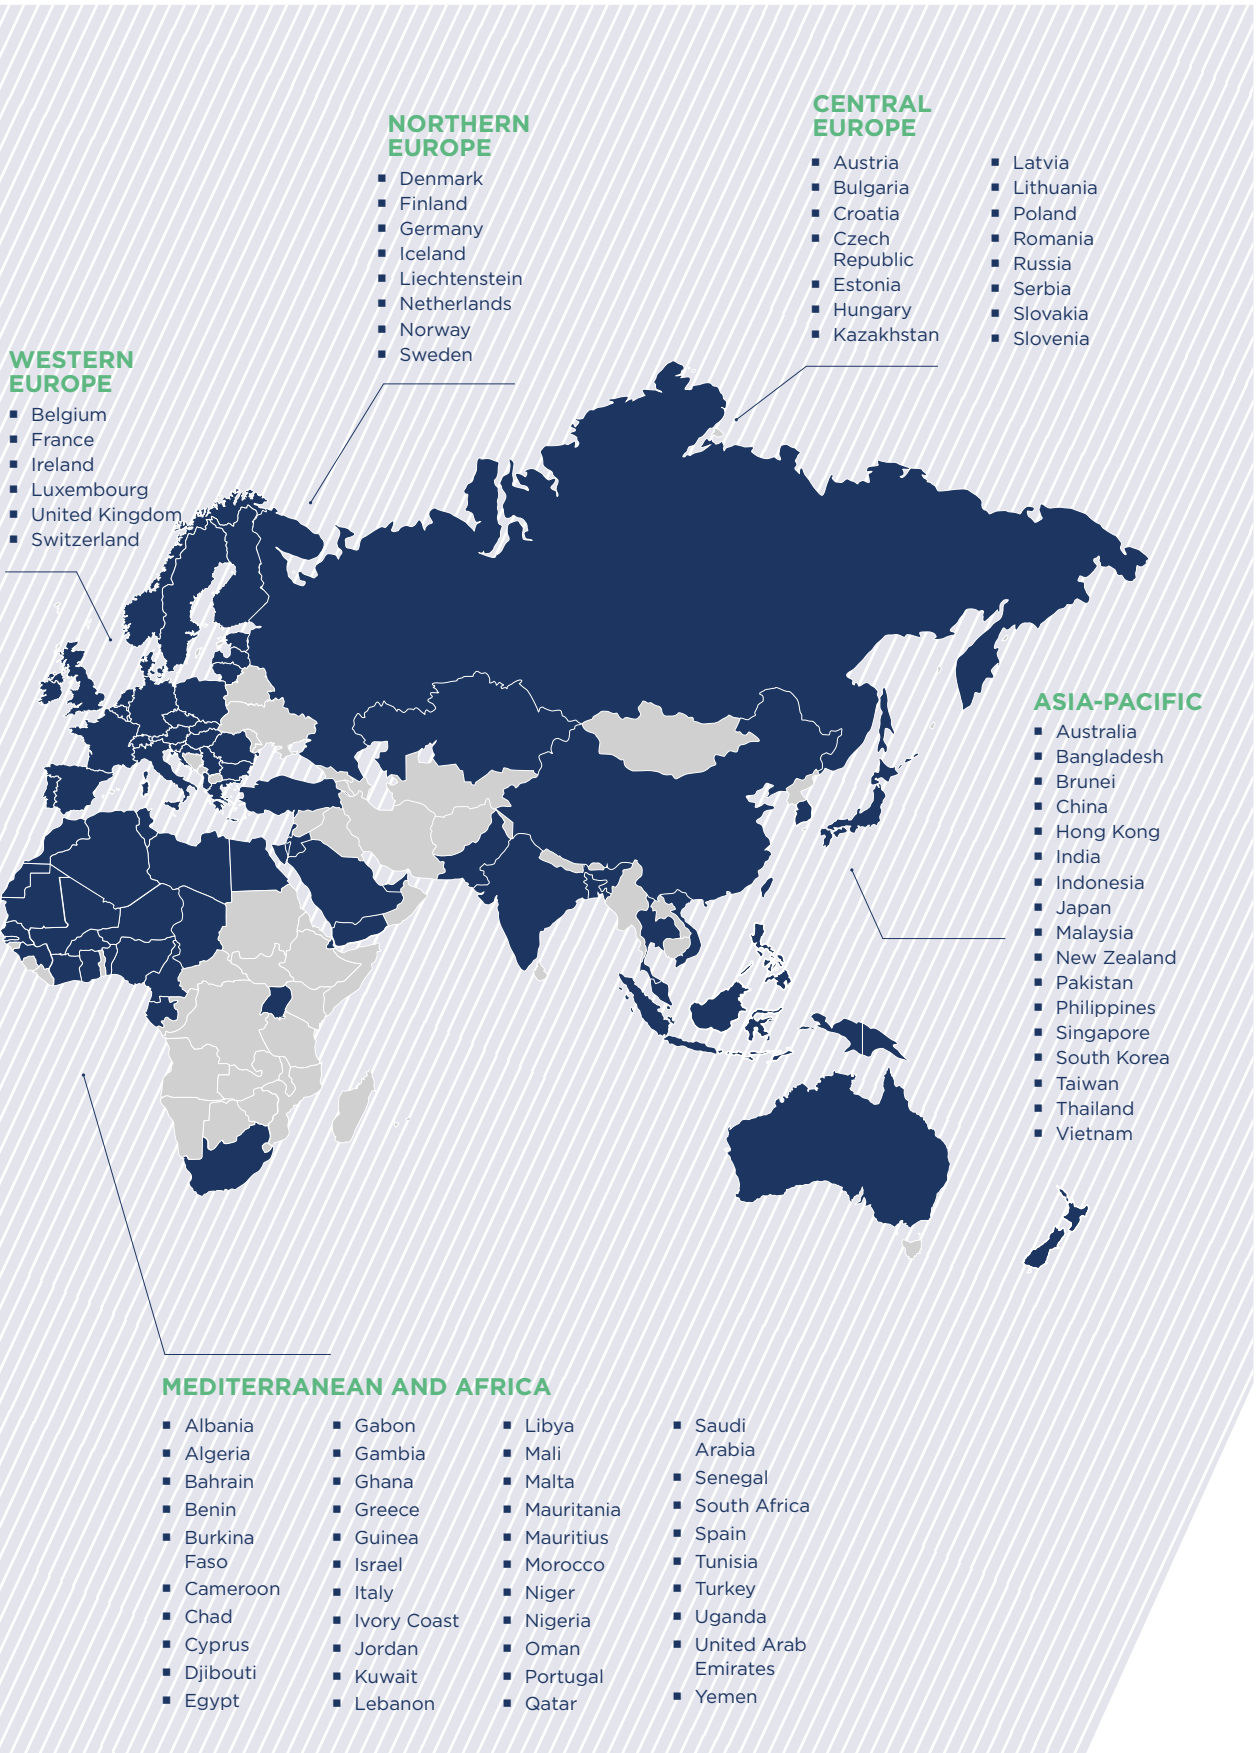 CENTRAL
EUROPE
Austria
Bulgaria
Croatia
Czech
Republic
Estonia
Hungary
Kazakhstan
Latvia
Lithuania
Poland
Romania
Russia
Serbia
Slovakia
Slovenia
NORTHERN
EUROPE
Denmark
Finland
Germany
Iceland
Liechtenstein
Netherlands
Norway
Sweden
WESTERN
EUROPE
Belgium
France
Ireland
Luxembourg
United Kingdom
Switzerland
ASIA-PACIFIC
Australia
Bangladesh
Brunei
China
Hong Kong
India
Indonesia
Japan
Malaysia
New Zealand
Pakistan
Philippines
Singapore
South Korea
Taiwan
Thailand
Vietnam
MEDITERRANEAN AND AFRICA
Albania
Algeria
Bahrain
Benin
Burkina
Faso
Cameroon
Chad
Cyprus
Djibouti
Egypt
Gabon
Gambia
Ghana
Greece
Guinea
Israel
Italy
Ivory Coast
Jordan
Kuwait
Lebanon
Libya
Mali
Malta
Mauritania
Mauritius
Morocco
Niger
Nigeria
Oman
Portugal
Qatar
Saudi
Arabia
Senegal
South Africa
Spain
Tunisia
Turkey
Uganda
United Arab
Emirates
Yemen